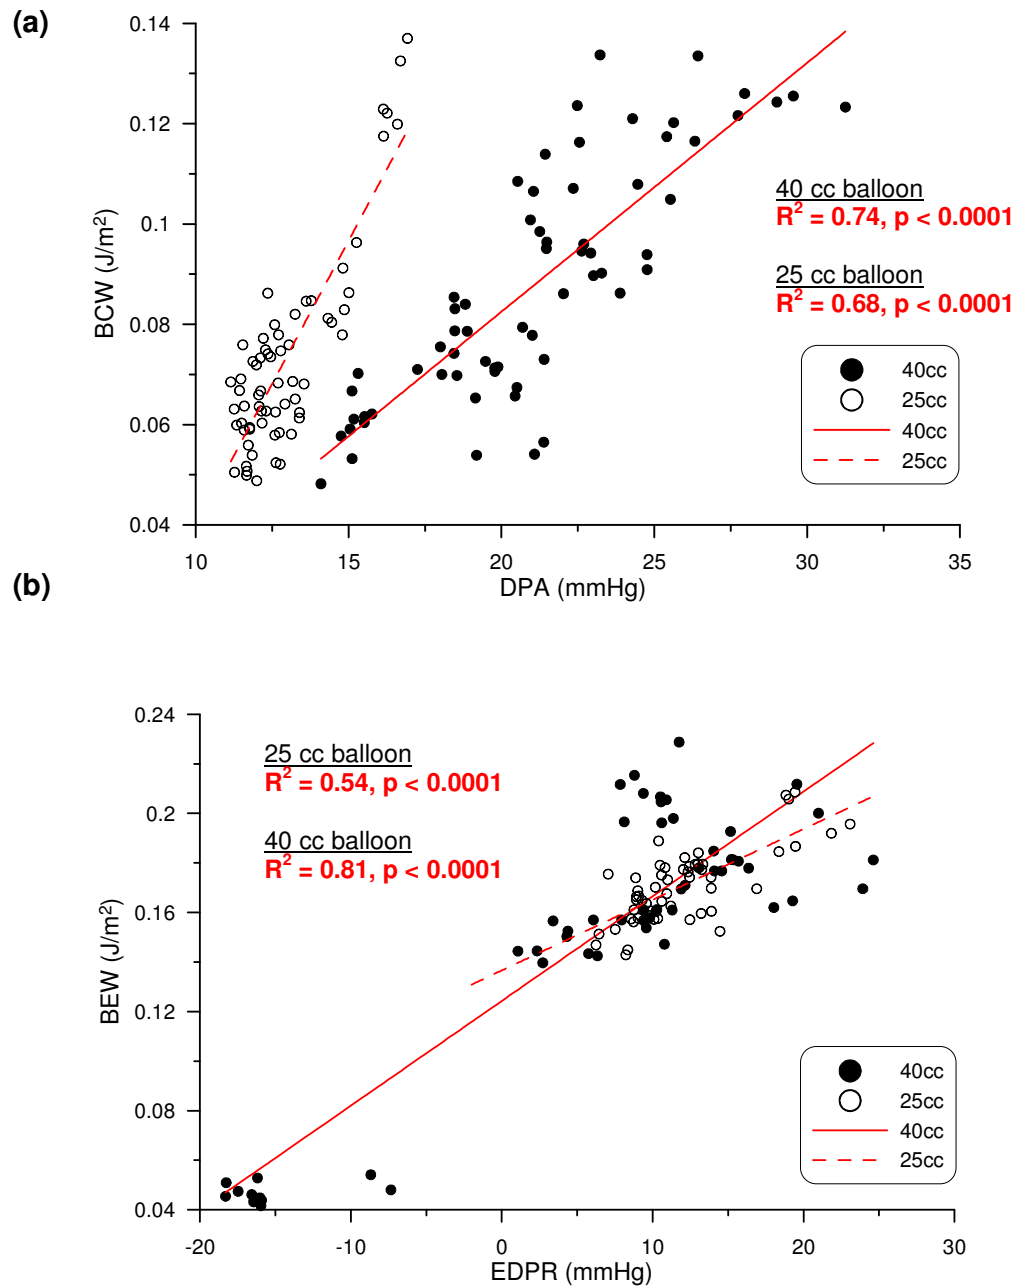 (a)
0.14
0.12
0.1
0.08
0.06
0.04
BCW (J/m²)
40 cc balloon
R² = 0.74, p < 0.0001
25 cc balloon
R² = 0.68, p < 0.0001
40cc
25cc
40cc
25cc
10 15 20 25 30 35
DPA (mmHg)
(b)
0.24
0.2
0.16
0.12
0.08
0.04
BEW (J/m²)
25 cc balloon
R² = 0.54, p < 0.0001
40 cc balloon
R² = 0.81, p < 0.0001
40cc
25cc
40cc
25cc
-20 -10 0 10 20 30
EDPR (mmHg)